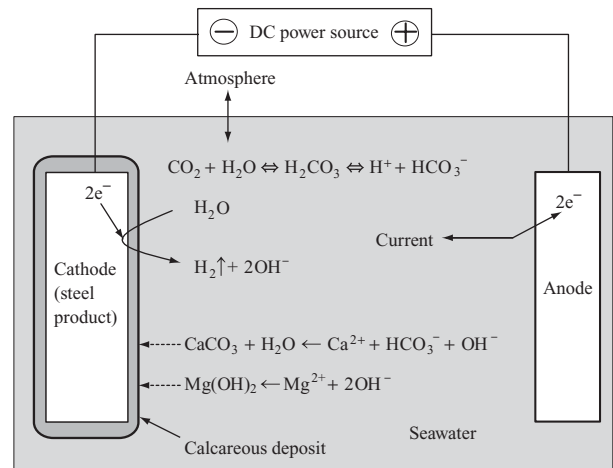 ⊖ DC power source ⊕
Atmosphere
CO₂ + H₂O ⇔ H₂CO₃ ⇔ H⁺ + HCO₃⁻
2e⁻
H₂O
2e⁻
Current
H₂↑ + 2OH⁻
Cathode
(steel
product)
Anode
CaCO₃ + H₂O ← Ca²⁺ + HCO₃⁻ + OH⁻
Mg(OH)₂ ← Mg²⁺ + 2OH⁻
Calcareous deposit
Seawater